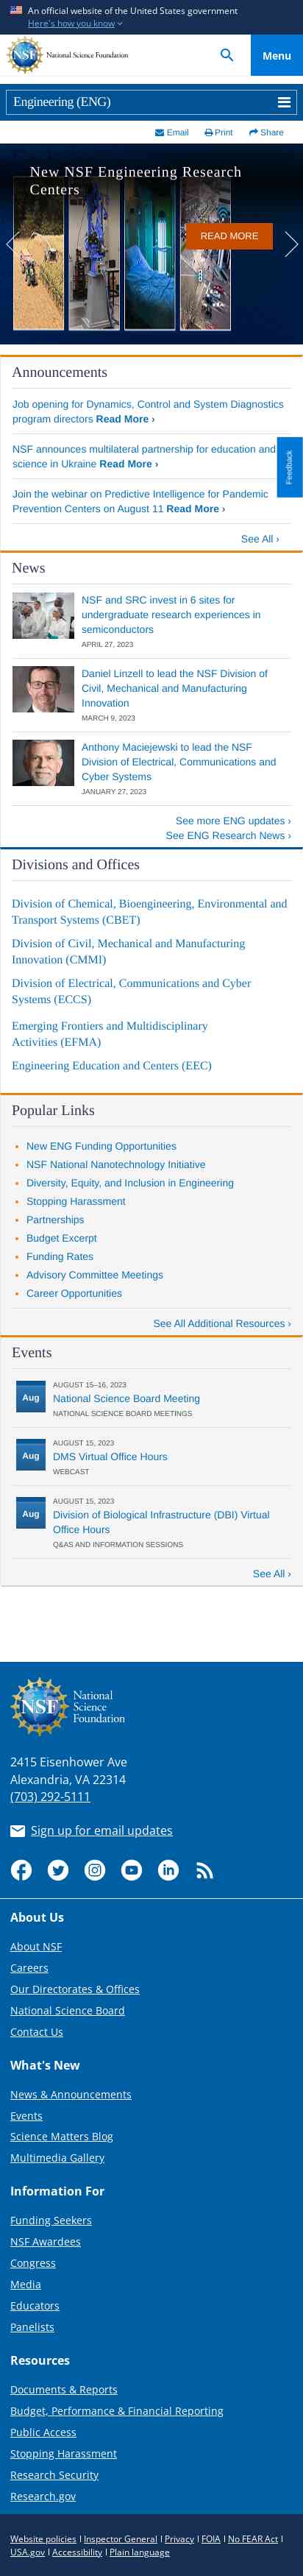 An official website of the United States government
Here's how you know
National Science Foundation
Menu
Engineering (ENG)
Email
Print
Share
New NSF Engineering Research
Centers
READ MORE
Announcements
Job opening for Dynamics, Control and System Diagnostics
program directors Read More ›
Feedback
NSF announces multilateral partnership for education and
science in Ukraine Read More ›
Join the webinar on Predictive Intelligence for Pandemic
Prevention Centers on August 11 Read More ›
See All ›
News
NSF and SRC invest in 6 sites for
undergraduate research experiences in
semiconductors
APRIL 27, 2023
Daniel Linzell to lead the NSF Division of
Civil, Mechanical and Manufacturing
Innovation
MARCH 9, 2023
Anthony Maciejewski to lead the NSF
Division of Electrical, Communications and
Cyber Systems
JANUARY 27, 2023
See more ENG updates ›
See ENG Research News ›
Divisions and Offices
Division of Chemical, Bioengineering, Environmental and
Transport Systems (CBET)
Division of Civil, Mechanical and Manufacturing
Innovation (CMMI)
Division of Electrical, Communications and Cyber
Systems (ECCS)
Emerging Frontiers and Multidisciplinary
Activities (EFMA)
Engineering Education and Centers (EEC)
Popular Links
New ENG Funding Opportunities
NSF National Nanotechnology Initiative
Diversity, Equity, and Inclusion in Engineering
Stopping Harassment
Partnerships
Budget Excerpt
Funding Rates
Advisory Committee Meetings
Career Opportunities
See All Additional Resources ›
Events
Aug
AUGUST 15–16, 2023
National Science Board Meeting
NATIONAL SCIENCE BOARD MEETINGS
Aug
AUGUST 15, 2023
DMS Virtual Office Hours
WEBCAST
Aug
AUGUST 15, 2023
Division of Biological Infrastructure (DBI) Virtual
Office Hours
Q&AS AND INFORMATION SESSIONS
See All ›
NSF
National
Science
Foundation
2415 Eisenhower Ave
Alexandria, VA 22314
(703) 292-5111
Sign up for email updates
About Us
About NSF
Careers
Our Directorates & Offices
National Science Board
Contact Us
What's New
News & Announcements
Events
Science Matters Blog
Multimedia Gallery
Information For
Funding Seekers
NSF Awardees
Congress
Media
Educators
Panelists
Resources
Documents & Reports
Budget, Performance & Financial Reporting
Public Access
Stopping Harassment
Research Security
Research.gov
Website policies | Inspector General | Privacy | FOIA | No FEAR Act |
USA.gov | Accessibility | Plain language